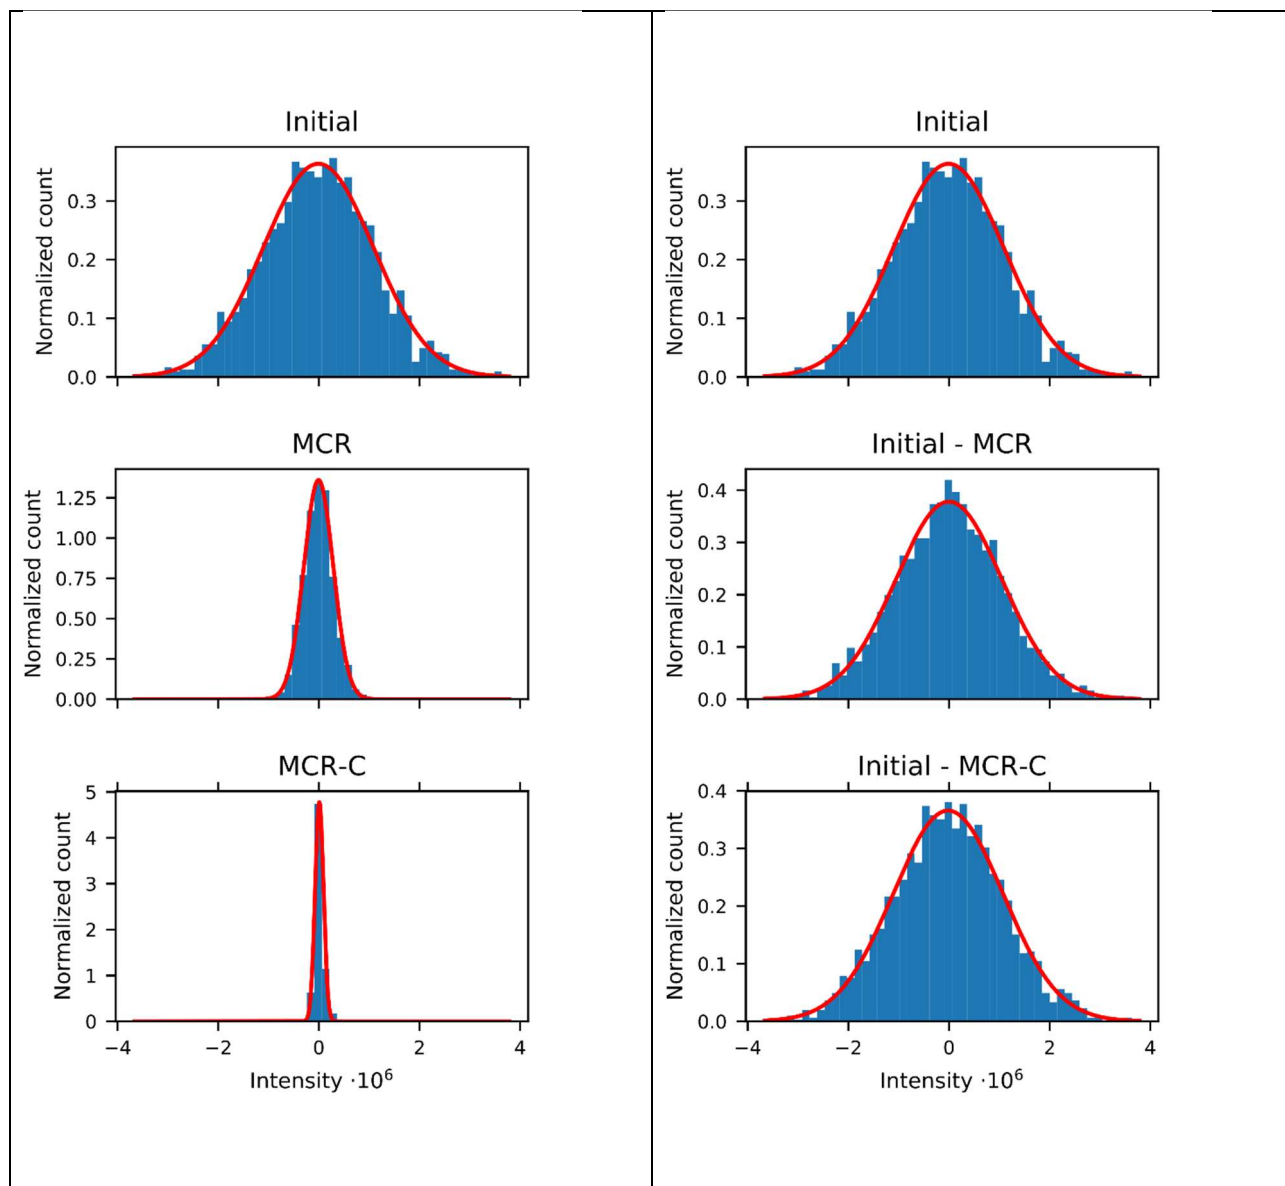 Initial
Normalized count
0.3
0.2
0.1
0.0
MCR
Normalized count
1.25
1.00
0.75
0.50
0.25
0.00
MCR-C
Normalized count
5
4
3
2
1
0
−4 −2 0 2 4
Intensity ·10⁶
Initial
Normalized count
0.3
0.2
0.1
0.0
Initial - MCR
Normalized count
0.4
0.3
0.2
0.1
0.0
Initial - MCR-C
Normalized count
0.4
0.3
0.2
0.1
0.0
−4 −2 0 2 4
Intensity ·10⁶